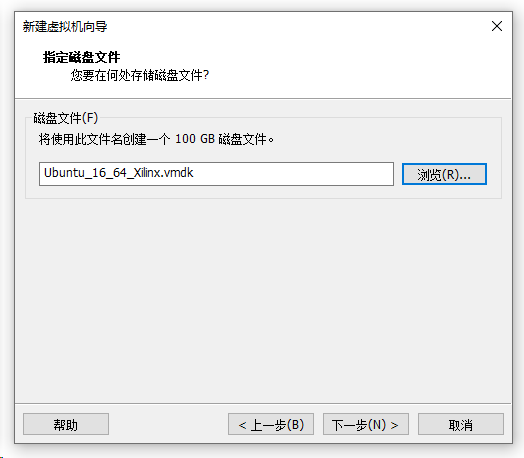 新建虚拟机向导
指定磁盘文件
您要在何处存储磁盘文件?
磁盘文件(F)
将使用此文件名创建一个 100 GB 磁盘文件。
Ubuntu_16_64_Xilinx.vmdk
浏览(R)...
帮助
< 上一步(B)
下一步(N) >
取消